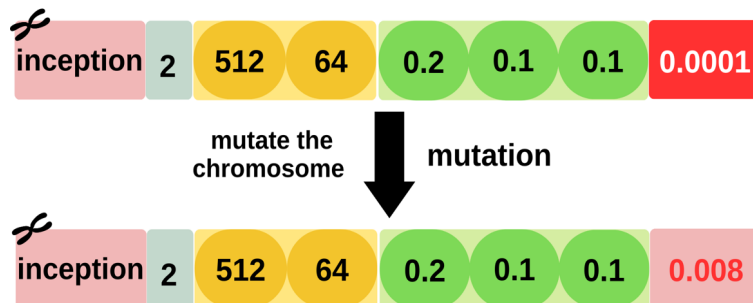 inception 2 512 64 0.2 0.1 0.1 0.0001
mutate the
chromosome
mutation
inception 2 512 64 0.2 0.1 0.1 0.008